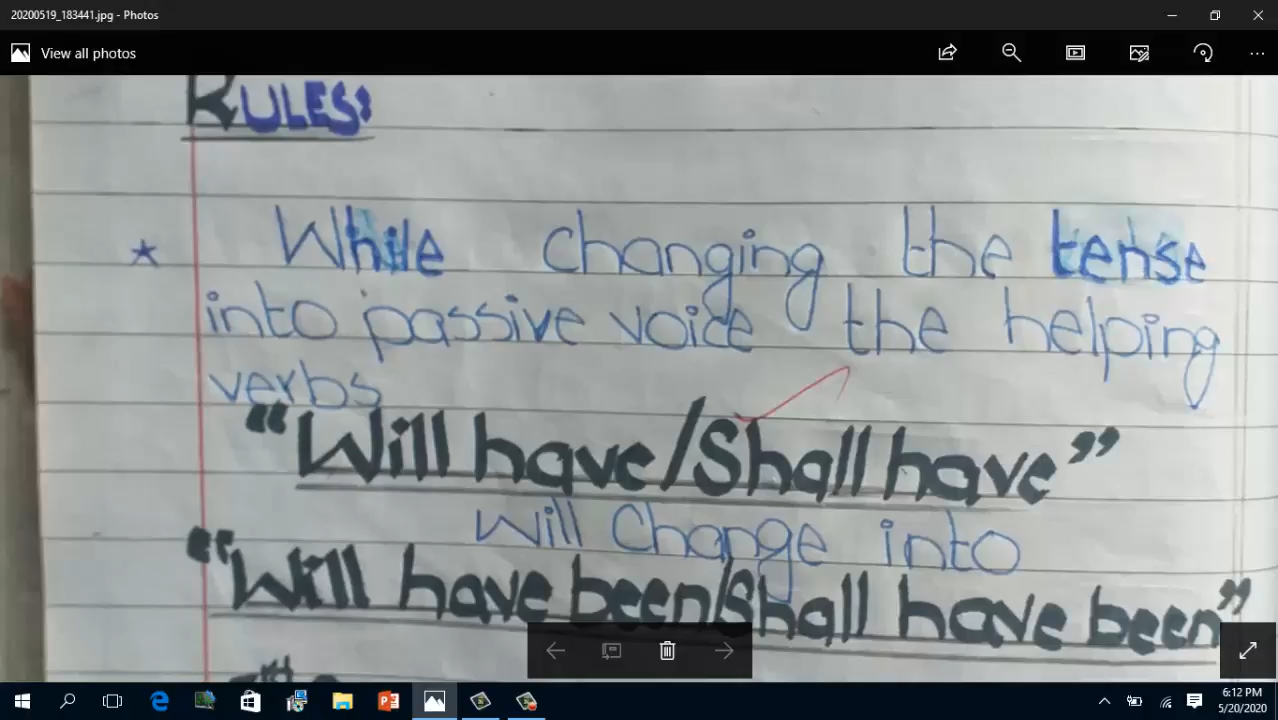 20200519_183441.jpg - Photos
View all photos
RULES:
★ While changing the tense
into passive voice the helping
verbs
“Will have/Shall have”
Will Change into
“Will have been/Shall have been”
6:12 PM
5/20/2020